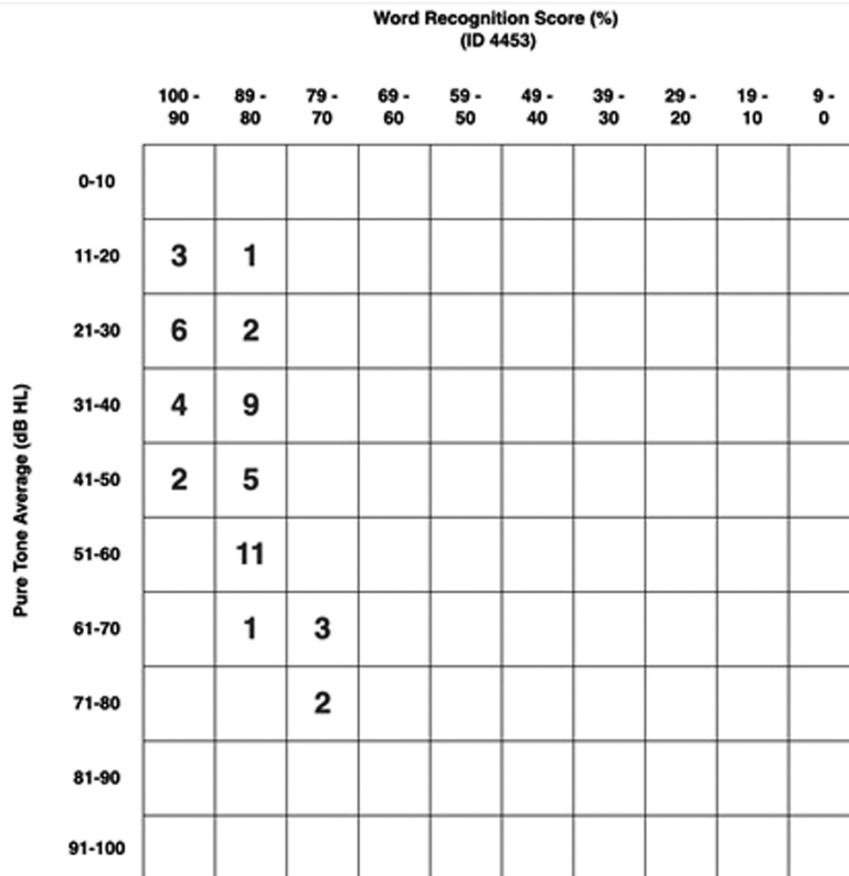 Word Recognition Score (%)
(ID 4453)
100 - 89 - 79 - 69 - 59 - 49 - 39 - 29 - 19 - 9 -
90 80 70 60 50 40 30 20 10 0
Pure Tone Average (dB HL)
0-10
11-20 3 1
21-30 6 2
31-40 4 9
41-50 2 5
51-60 11
61-70 1 3
71-80 2
81-90
91-100